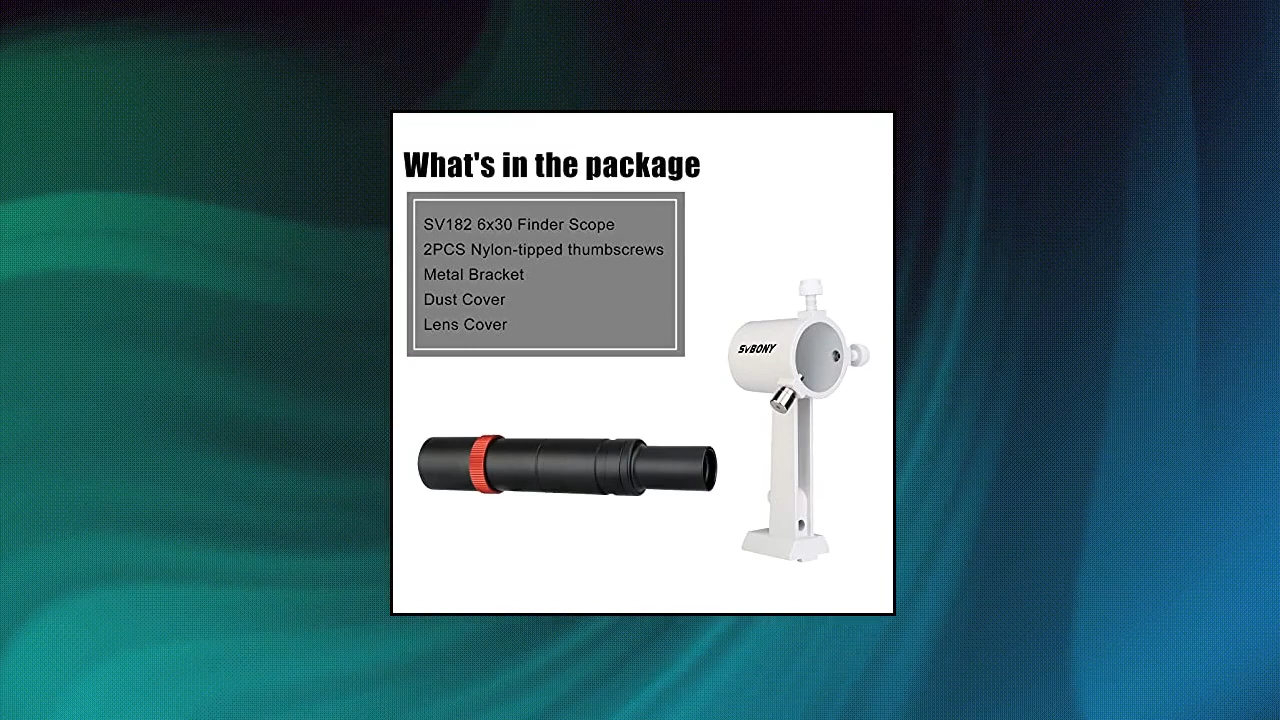 What's in the package
SV182 6x30 Finder Scope
2PCS Nylon-tipped thumbscrews
Metal Bracket
Dust Cover
Lens Cover
SVBONY